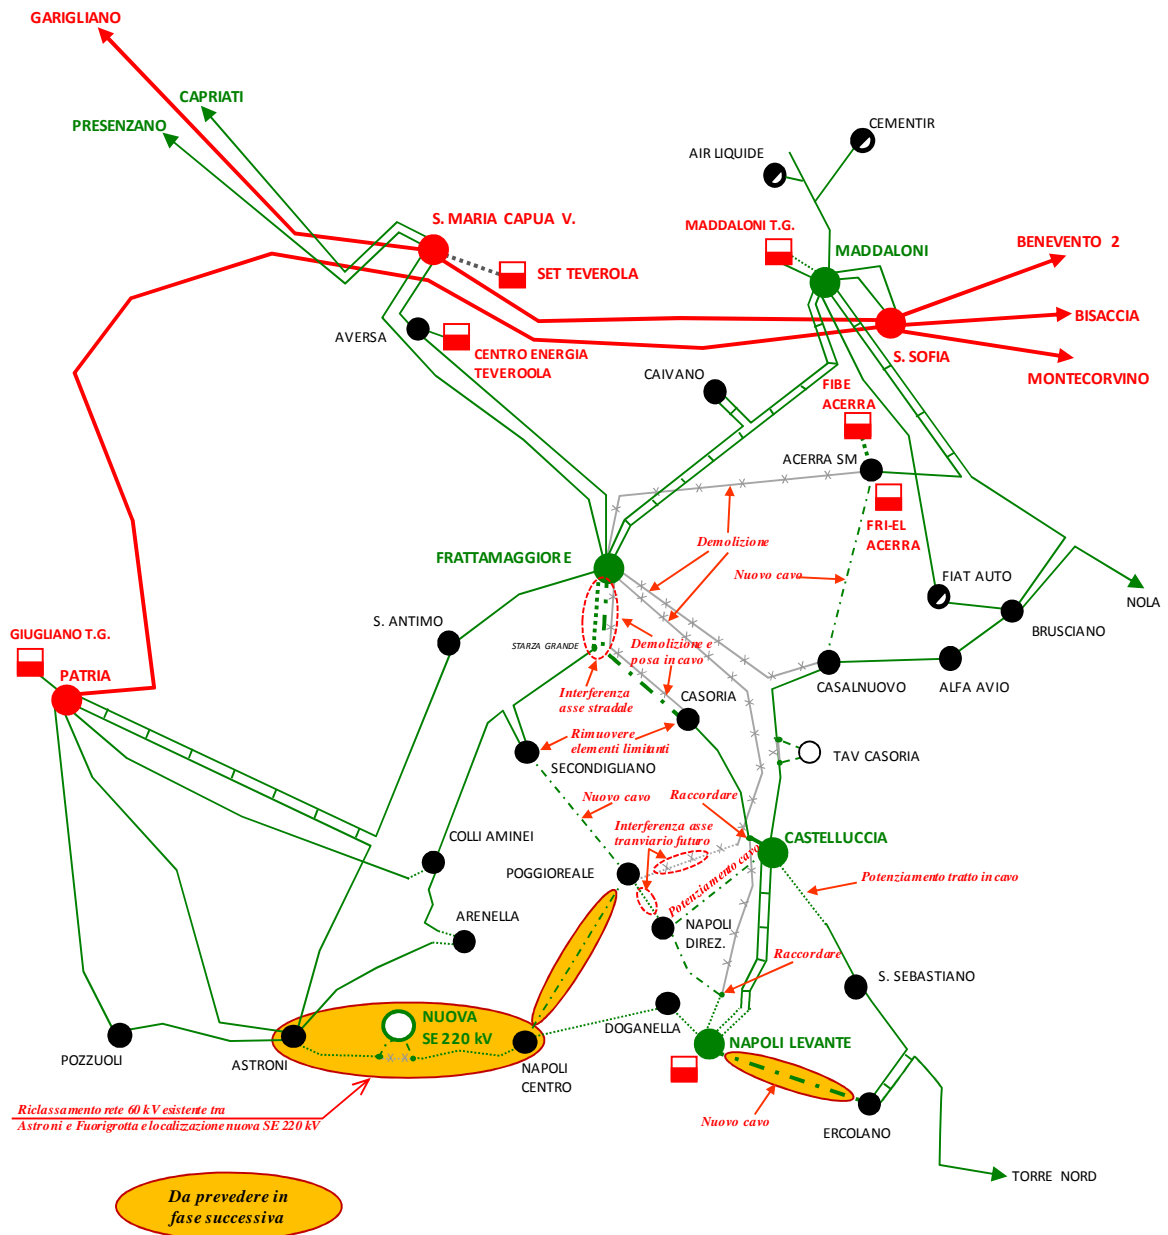 GARIGLIANO
CAPRIATI
PRESENZANO
CEMENTIR
AIR LIQUIDE
S. MARIA CAPUA V.
MADDALONI T.G.
BENEVENTO 2
MADDALONI
SET TEVEROLA
BISACCIA
AVERSA
CENTRO ENERGIA
TEVEROOLA
S. SOFIA
MONTECORVINO
CAIVANO
FIBE
ACERRA
ACERRA SM
FRI-EL
ACERRA
Demolizione
FRATTAMAGGIORE
Nuovo cavo
FIAT AUTO
NOLA
BRUSCIANO
S. ANTIMO
GIUGLIANO T.G.
PATRIA
STARZA GRANDE
Demolizione e
posa in cavo
Interferenza
asse stradale
CASORIA
CASALNUOVO
ALFA AVIO
Rimuovere
elementi limitanti
SECONDIGLIANO
TAV CASORIA
Nuovo cavo
Raccordare
Interferenza asse
tranviario futuro
COLLI AMINEI
CASTELLUCCIA
POGGIOREALE
Potenziamento cavo
Potenziamento tratto in cavo
ARENELLA
NAPOLI
DIREZ.
Raccordare
S. SEBASTIANO
NUOVA
SE 220 kV
DOGANELLA
NAPOLI LEVANTE
POZZUOLI
ASTRONI
NAPOLI
CENTRO
Riclassamento rete 60 kV esistente tra
Astroni e Fuorigrotta e localizzazione nuova SE 220 kV
Nuovo cavo
ERCOLANO
TORRE NORD
Da prevedere in
fase successiva